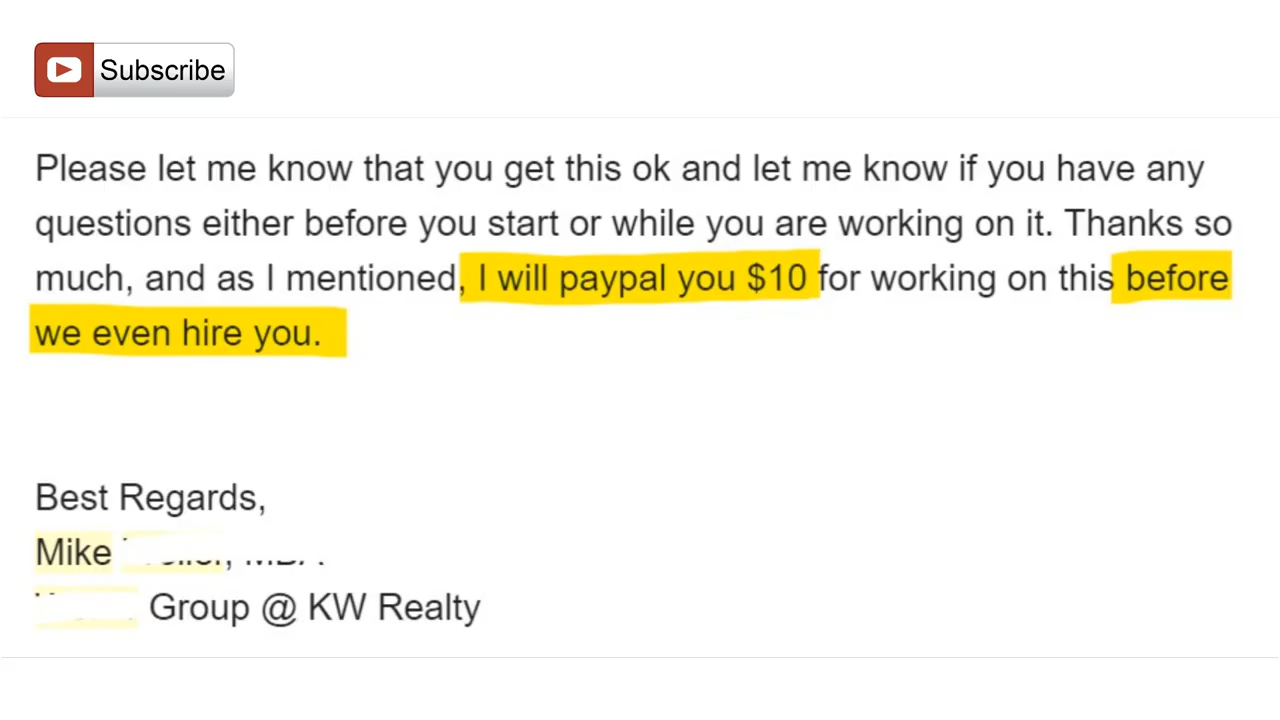 Subscribe
Please let me know that you get this ok and let me know if you have any
questions either before you start or while you are working on it. Thanks so
much, and as I mentioned, I will paypal you $10 for working on this before
we even hire you.
Best Regards,
Mike
Group @ KW Realty